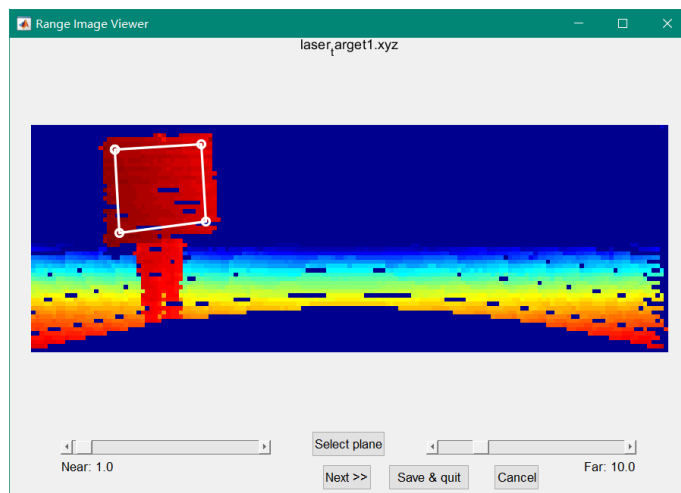 Range Image Viewer
laser_target1.xyz
Select plane
Near: 1.0
Far: 10.0
Next >>
Save & quit
Cancel